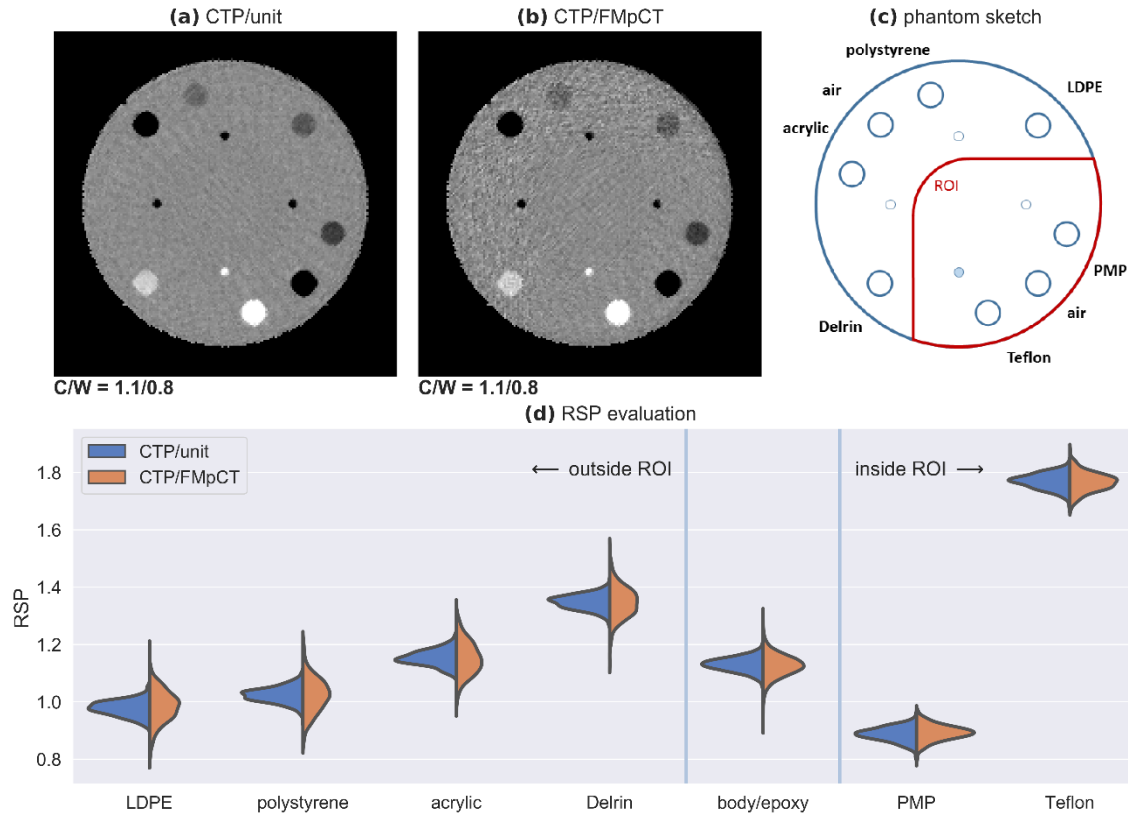 (a) CTP/unit
(b) CTP/FMpCT
(c) phantom sketch
polystyrene
air
LDPE
acrylic
ROI
PMP
air
Delrin
Teflon
C/W = 1.1/0.8
C/W = 1.1/0.8
(d) RSP evaluation
CTP/unit
CTP/FMpCT
← outside ROI
inside ROI →
RSP
1.8
1.6
1.4
1.2
1.0
0.8
LDPE polystyrene acrylic Delrin body/epoxy PMP Teflon